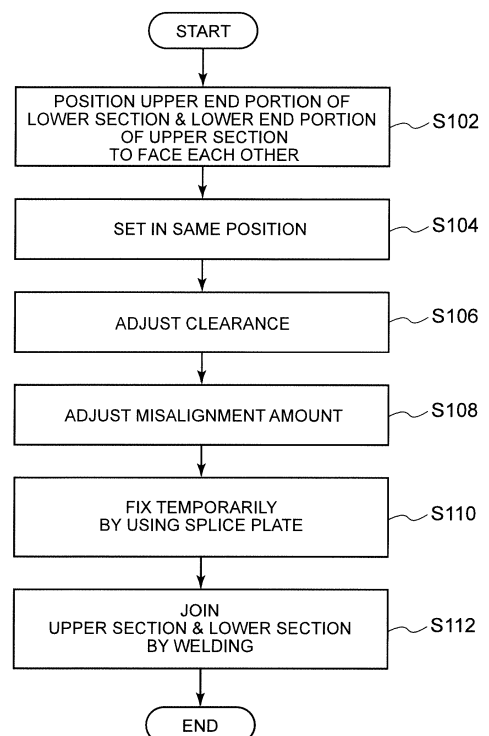 START
POSITION UPPER END PORTION OF
LOWER SECTION & LOWER END PORTION
OF UPPER SECTION
TO FACE EACH OTHER
S102
SET IN SAME POSITION
S104
ADJUST CLEARANCE
S106
ADJUST MISALIGNMENT AMOUNT
S108
FIX TEMPORARILY
BY USING SPLICE PLATE
S110
JOIN
UPPER SECTION & LOWER SECTION
BY WELDING
S112
END